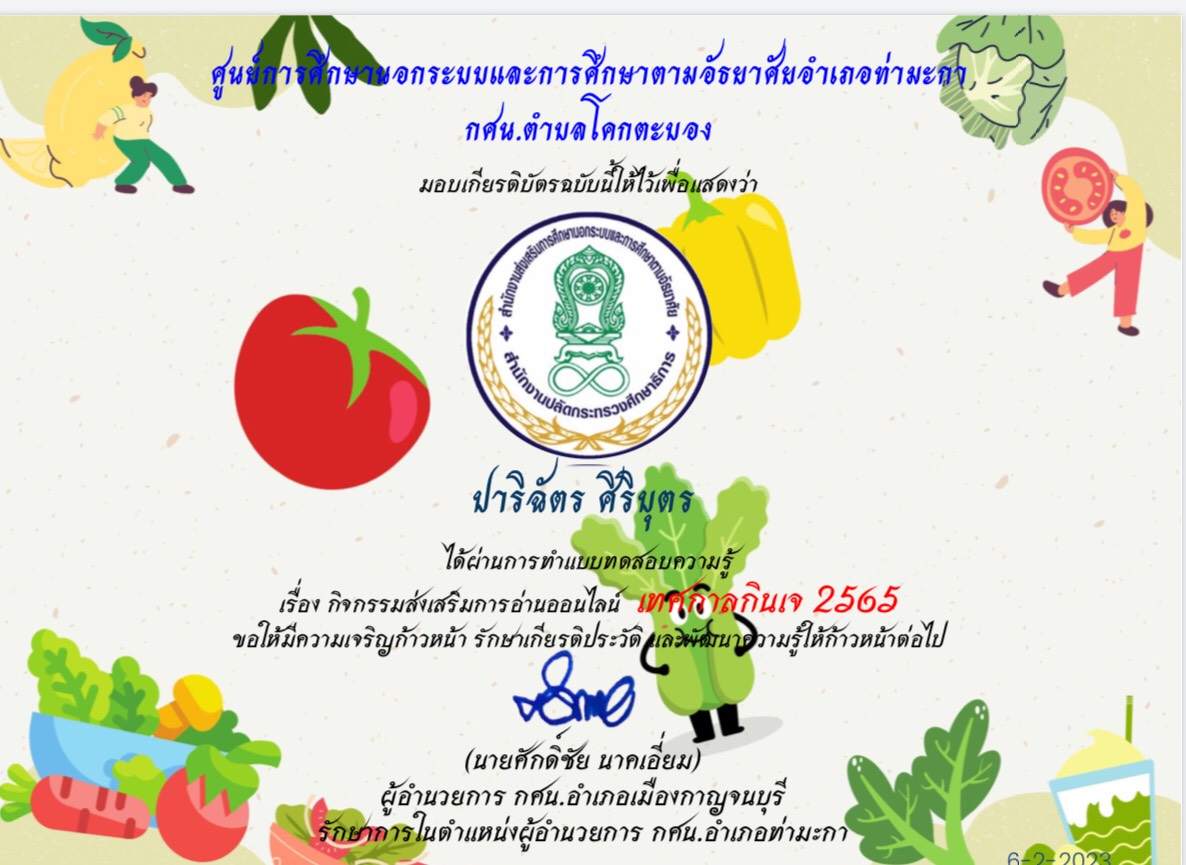 ศูนย์การศึกษานอกระบบและการศึกษาตามอัธยาศัยอำเภอท่ามะกา
กศน.ตำบลโคกตะบอง
มอบเกียรติบัตรฉบับนี้ให้ไว้เพื่อแสดงว่า
สำนักงานส่งเสริมการศึกษานอกระบบและการศึกษาตามอัธยาศัย
สำนักงานปลัดกระทรวงศึกษาธิการ
ปาริฉัตร ศิริบุตร
ได้ผ่านการทำแบบทดสอบความรู้
เรื่อง กิจกรรมส่งเสริมการอ่านออนไลน์ เทศกาลกินเจ 2565
ขอให้มีความเจริญก้าวหน้า รักษาเกียรติประวัติ และพัฒนาความรู้ให้ก้าวหน้าต่อไป
(นายศักดิ์ชัย นาคเอี่ยม)
ผู้อำนวยการ กศน.อำเภอเมืองกาญจนบุรี
รักษาการในตำแหน่งผู้อำนวยการ กศน.อำเภอท่ามะกา
6-2-2023